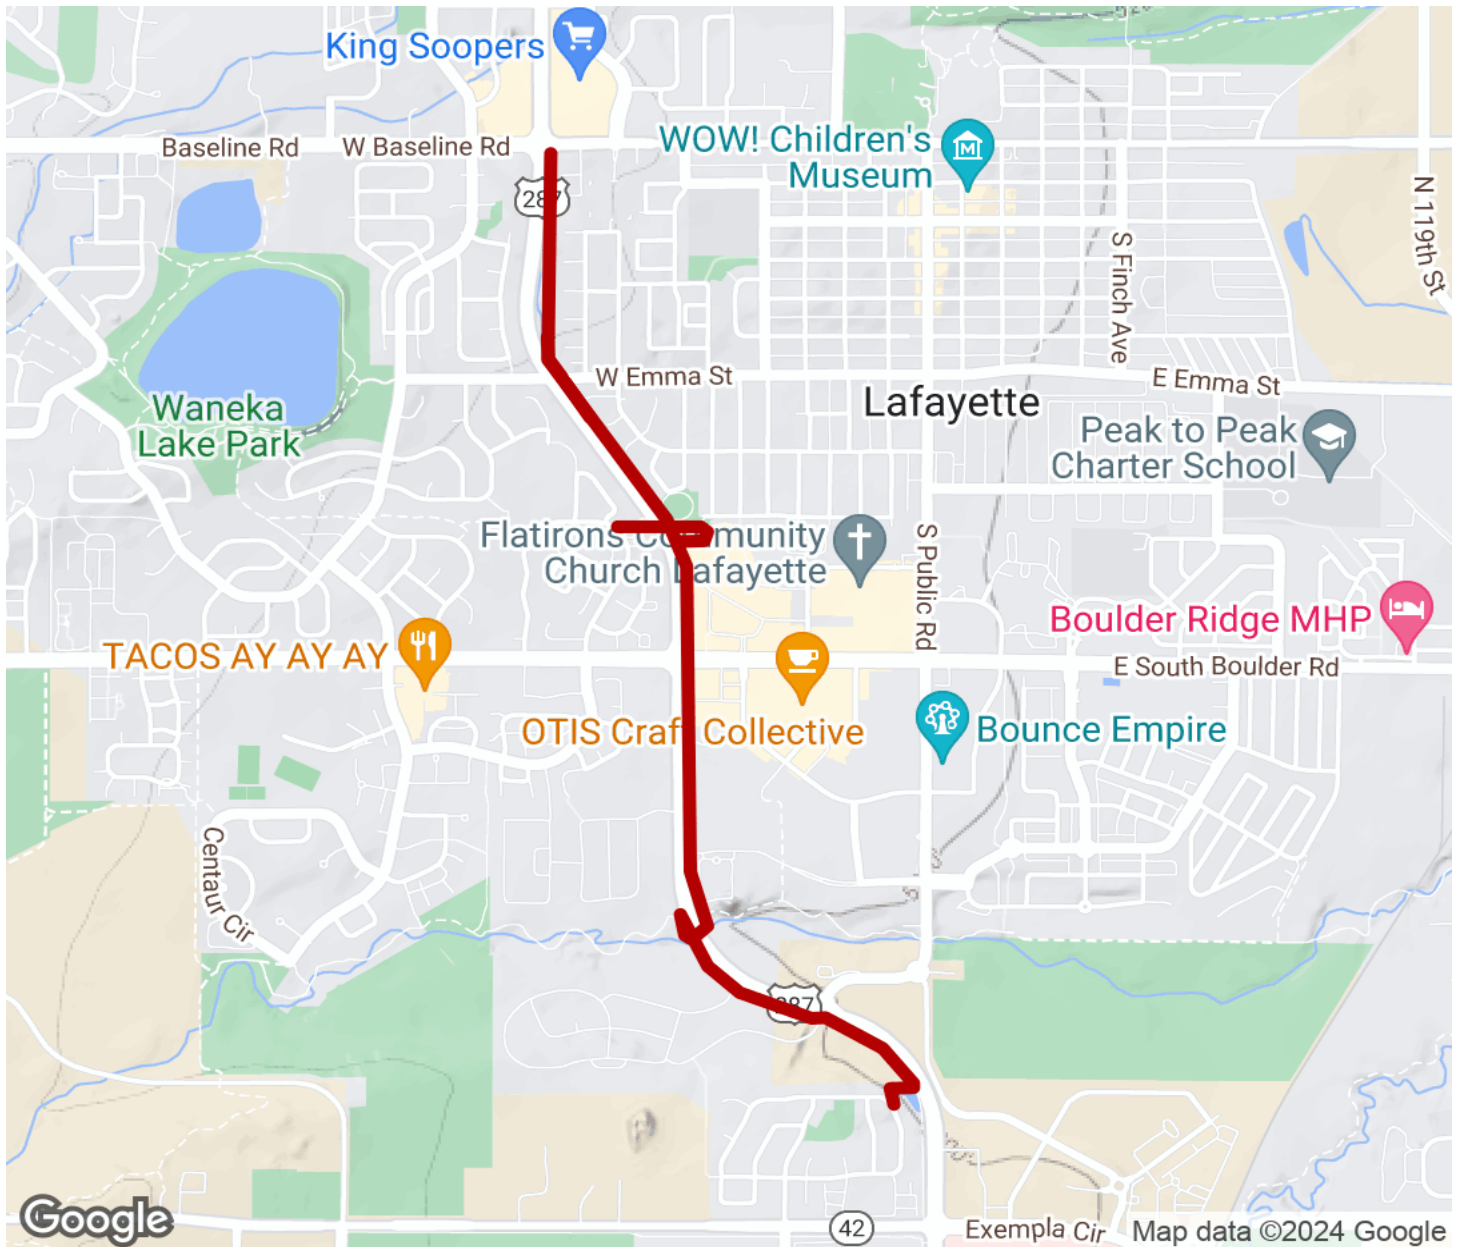 King Soopers
Baseline Rd
W Baseline Rd
WOW! Children's
Museum
287
N 119th St
S Finch Ave
W Emma St
E Emma St
Lafayette
Waneka
Lake Park
Peak to Peak
Charter School
Flatirons Community
Church Lafayette
S Public Rd
Boulder Ridge MHP
TACOS AY AY AY
E South Boulder Rd
OTIS Craft Collective
Bounce Empire
Centaur Cir
287
Google
42
Exempla Cir
Map data ©2024 Google